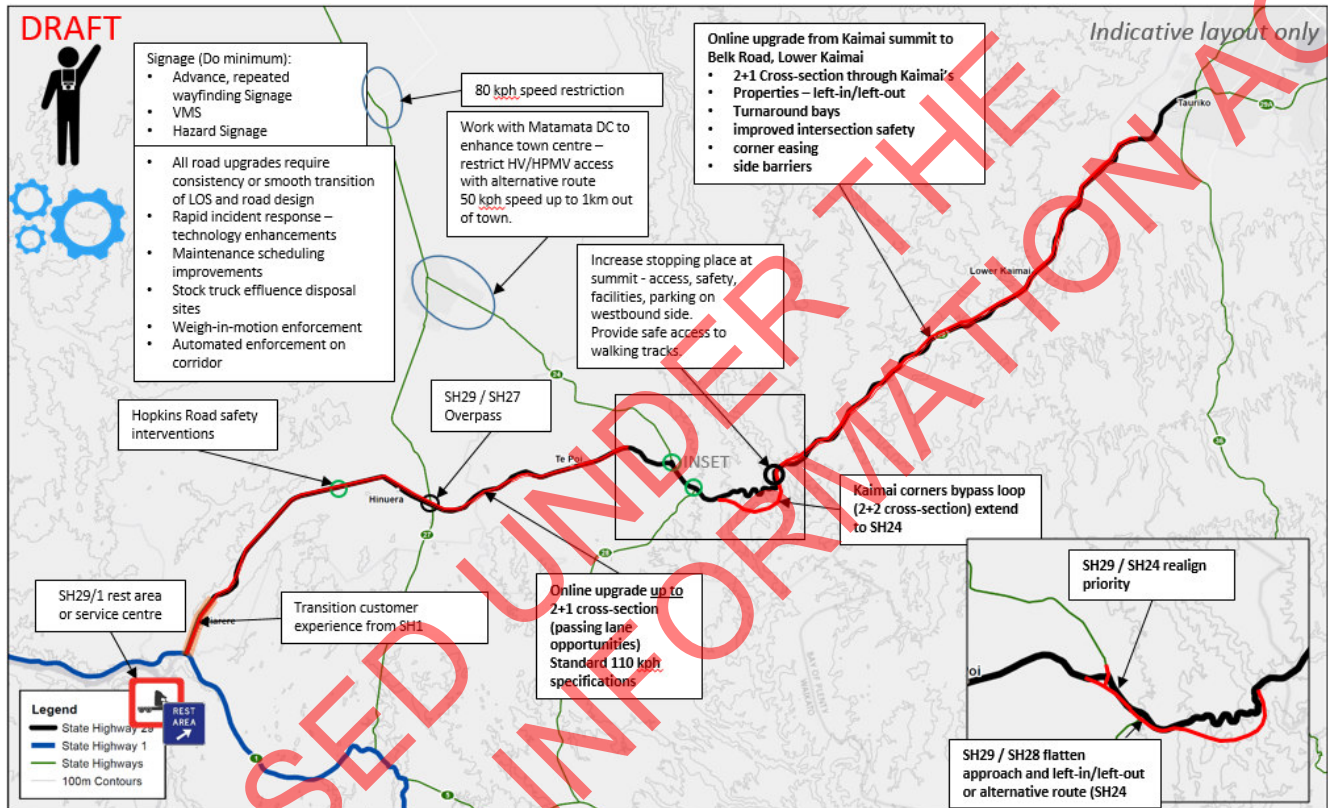 DRAFT
Indicative layout only
Signage (Do minimum):
• Advance, repeated
wayfinding Signage
• VMS
• Hazard Signage
• All road upgrades require
consistency or smooth transition
of LOS and road design
• Rapid incident response –
technology enhancements
• Maintenance scheduling
improvements
• Stock truck effluence disposal
sites
• Weigh-in-motion enforcement
• Automated enforcement on
corridor
80 kph speed restriction
Work with Matamata DC to
enhance town centre –
restrict HV/HPMV access
with alternative route
50 kph speed up to 1km out
of town.
Online upgrade from Kaimai summit to
Belk Road, Lower Kaimai
• 2+1 Cross-section through Kaimai's
• Properties – left-in/left-out
• Turnaround bays
• improved intersection safety
• corner easing
• side barriers
Increase stopping place at
summit - access, safety,
facilities, parking on
westbound side.
Provide safe access to
walking tracks.
Tauriko
29A
Lower Kaimai
36
24
Hopkins Road safety
interventions
SH29 / SH27
Overpass
Te Poi
INSET
Hinuera
27
28
Kaimai corners bypass loop
(2+2 cross-section) extend
to SH24
SH29/1 rest area
or service centre
Transition customer
experience from SH1
Online upgrade up to
2+1 cross-section
(passing lane
opportunities)
Standard 110 kph
specifications
SH29 / SH24 realign
priority
SH29 / SH28 flatten
approach and left-in/left-out
or alternative route (SH24
REST
AREA
Legend
State Highway 29
State Highway 1
State Highways
100m Contours
1
5
SED UNDER THE
INFORMATION AC